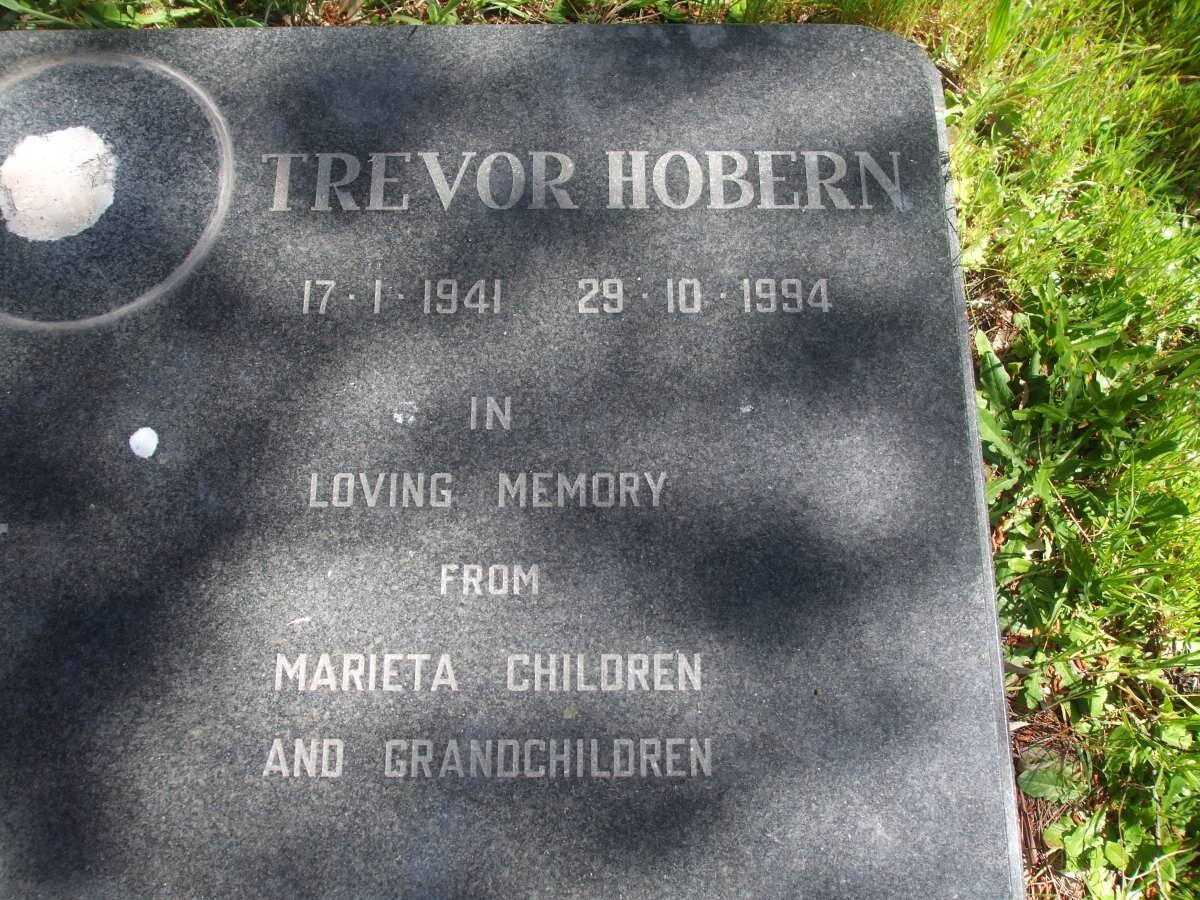 TREVOR HOBERN
17·1·1941 29·10·1994
IN
LOVING MEMORY
FROM
MARIETA CHILDREN
AND GRANDCHILDREN